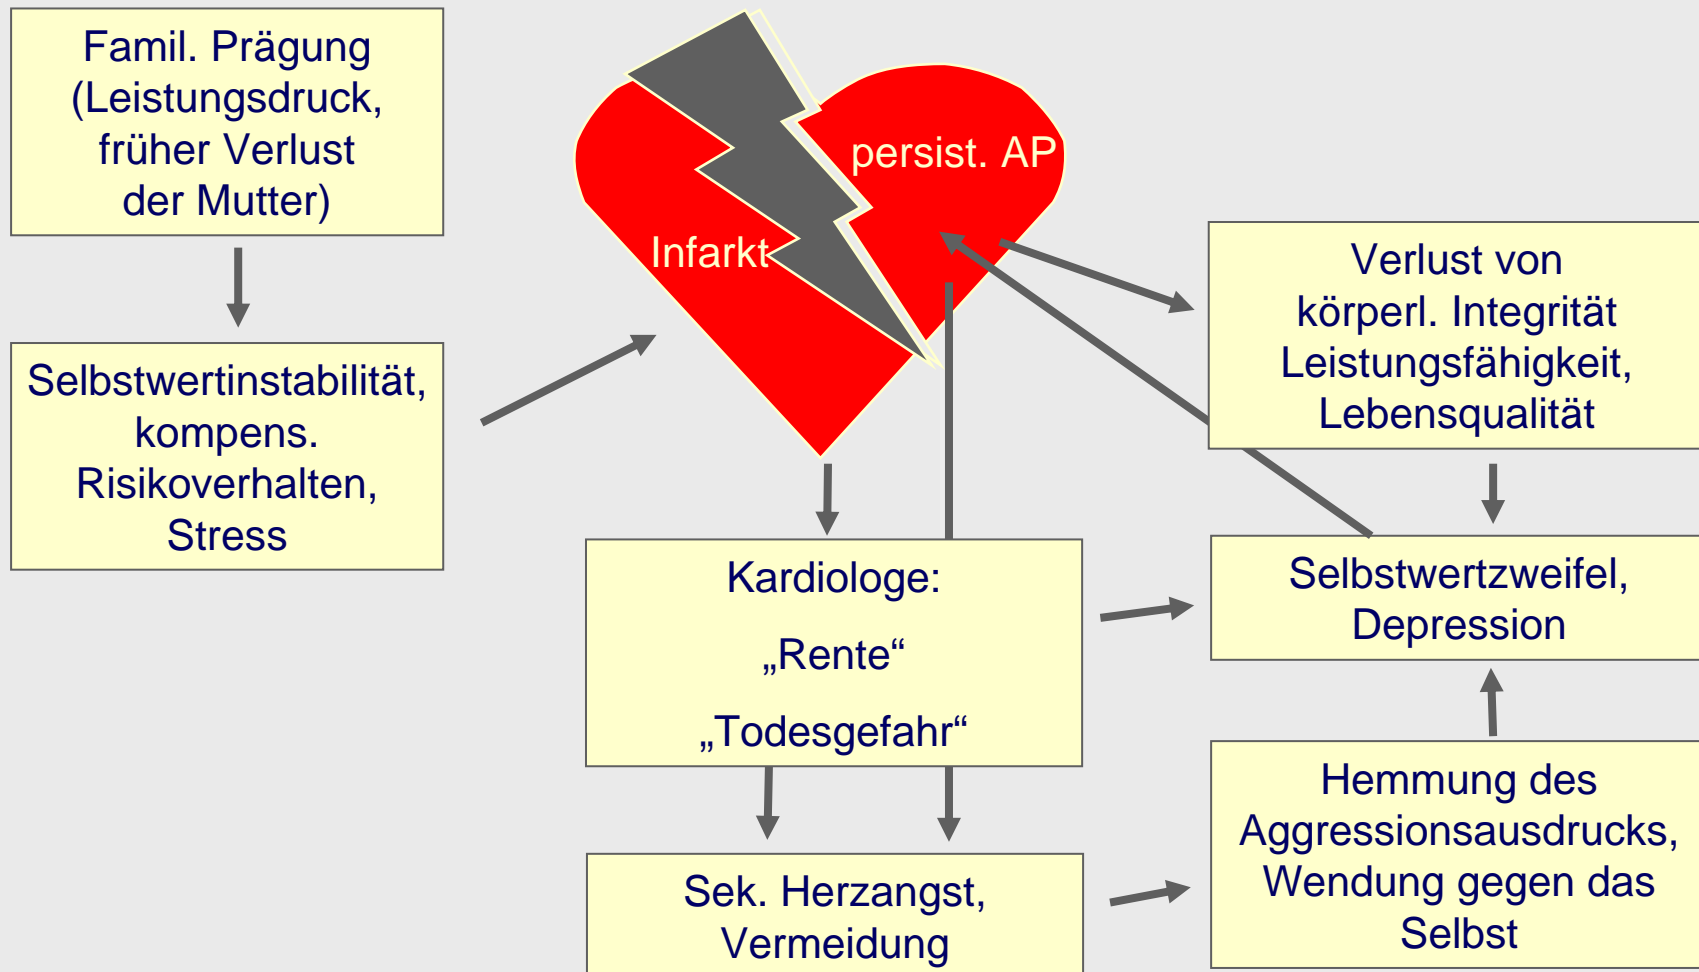 Famil. Prägung
(Leistungsdruck,
früher Verlust
der Mutter)
Selbstwertinstabilität,
kompens.
Risikoverhalten,
Stress
persist. AP
Infarkt
Kardiologe:
„Rente“
„Todesgefahr“
Sek. Herzangst,
Vermeidung
Verlust von
körperl. Integrität
Leistungsfähigkeit,
Lebensqualität
Selbstwertzweifel,
Depression
Hemmung des
Aggressionsausdrucks,
Wendung gegen das
Selbst